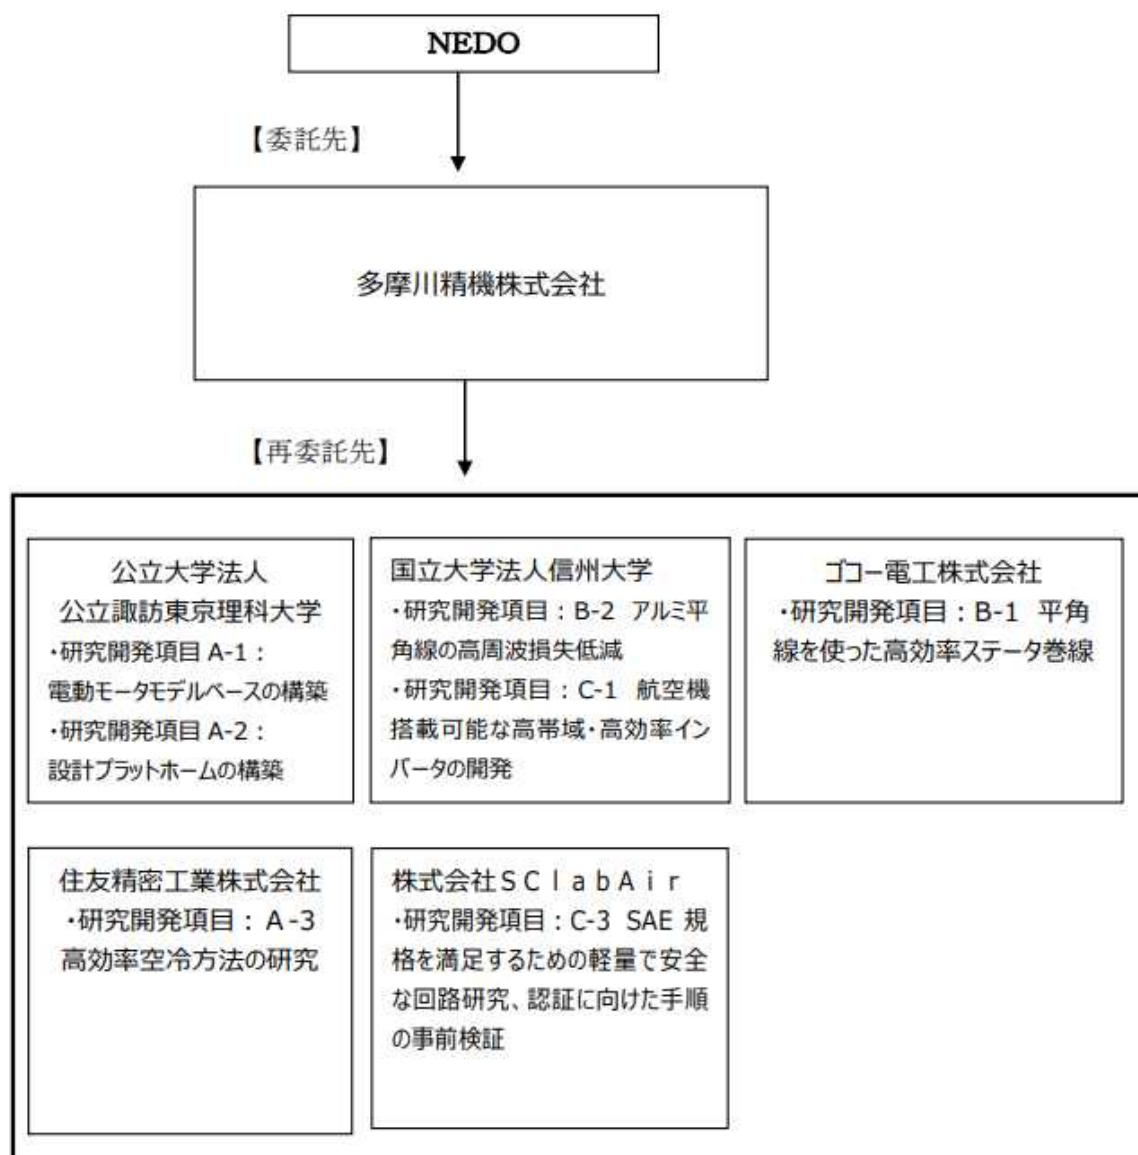 NEDO
【委託先】
多摩川精機株式会社
【再委託先】
公立大学法人
公立諏訪東京理科大学
・研究開発項目 A-1：
電動モータモデルベースの構築
・研究開発項目 A-2：
設計プラットホームの構築
国立大学法人信州大学
・研究開発項目：B-2 アルミ平
角線の高周波損失低減
・研究開発項目：C-1 航空機
搭載可能な高帯域・高効率イン
バータの開発
ゴコー電工株式会社
・研究開発項目：B-1 平角
線を使った高効率ステータ巻線
住友精密工業株式会社
・研究開発項目：A-3
高効率空冷方法の研究
株式会社ＳＣｌａｂＡｉｒ
・研究開発項目：C-3 SAE 規
格を満足するための軽量で安全
な回路研究、認証に向けた手順
の事前検証